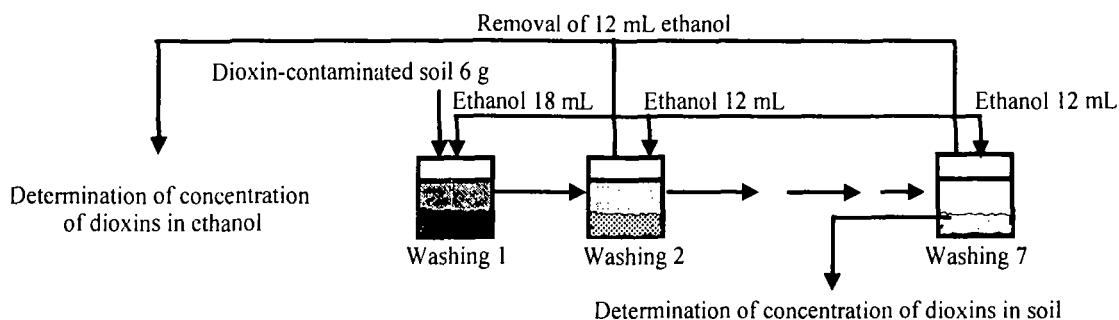 Removal of 12 mL ethanol
Dioxin-contaminated soil 6 g
Ethanol 18 mL
Ethanol 12 mL
Ethanol 12 mL
Determination of concentration
of dioxins in ethanol
Washing 1
Washing 2
Washing 7
Determination of concentration of dioxins in soil